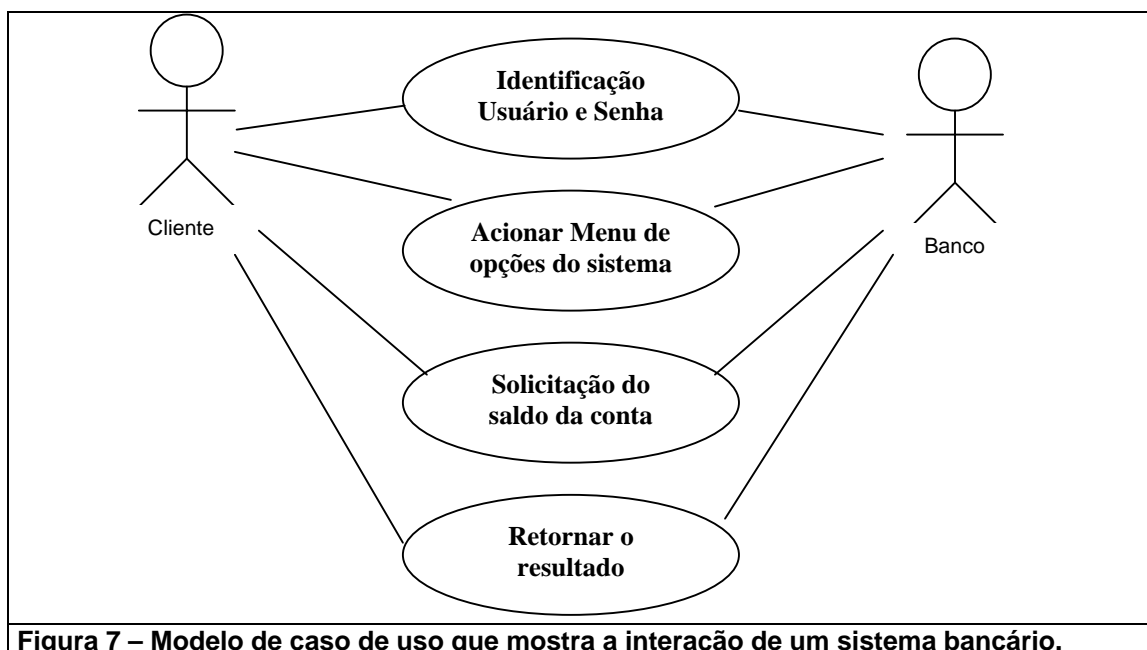 Identificação
Usuário e Senha
Cliente
Acionar Menu de
opções do sistema
Banco
Solicitação do
saldo da conta
Retornar o
resultado
Figura 7 – Modelo de caso de uso que mostra a interação de um sistema bancário.